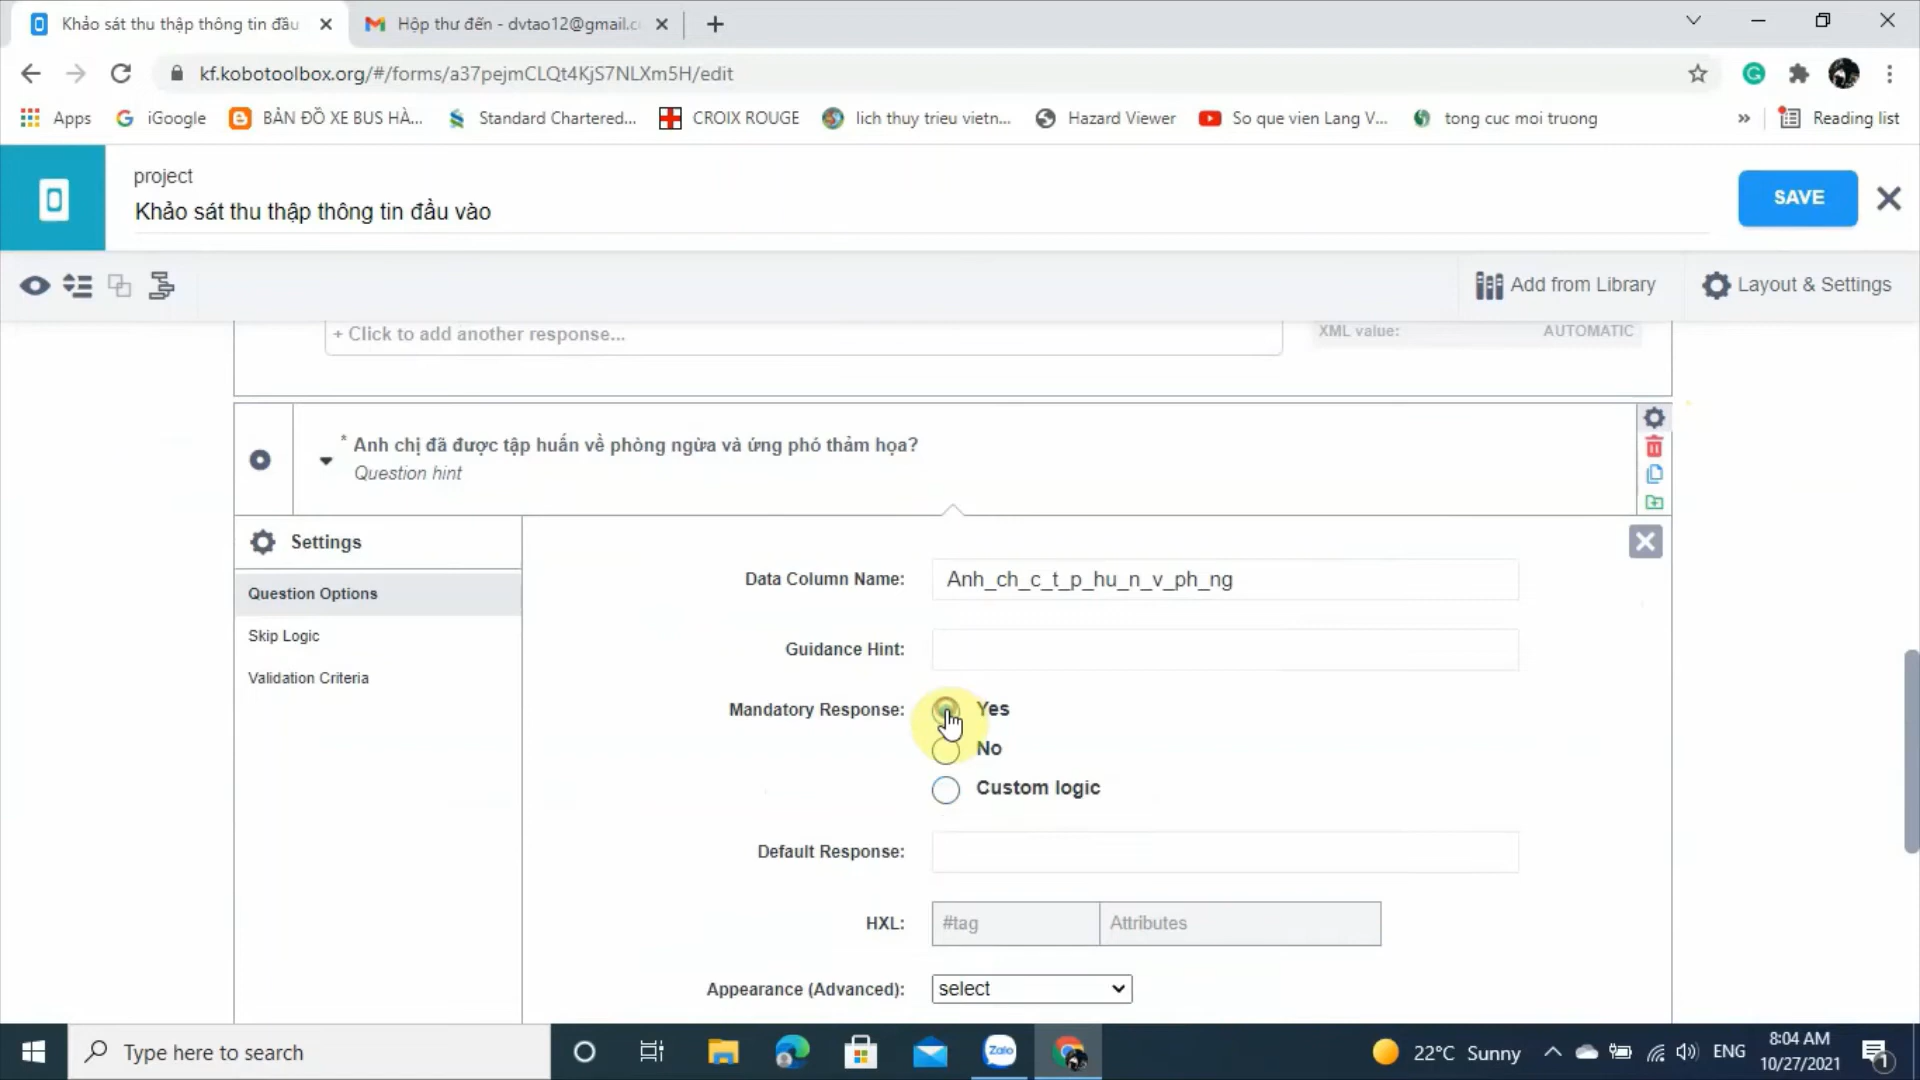 Khảo sát thu thập thông tin đầu
Hộp thư đến - dvtao12@gmail.c
kf.kobotoolbox.org/#/forms/a37pejmCLQt4KjS7NLXm5H/edit
Apps
iGoogle
BẢN ĐỒ XE BUS HÀ...
Standard Chartered...
CROIX ROUGE
lich thuy trieu vietn...
Hazard Viewer
So que vien Lang V...
tong cuc moi truong
»
Reading list
project
Khảo sát thu thập thông tin đầu vào
SAVE
Add from Library
Layout & Settings
+ Click to add another response...
XML value:
AUTOMATIC
* Anh chị đã được tập huấn về phòng ngừa và ứng phó thảm họa?
Question hint
Settings
Question Options
Skip Logic
Validation Criteria
Data Column Name:
Anh_ch_c_t_p_hu_n_v_ph_ng
Guidance Hint:
Mandatory Response:
Yes
No
Custom logic
Default Response:
HXL:
#tag
Attributes
Appearance (Advanced):
select
Type here to search
Zalo
22°C Sunny
ENG
8:04 AM
10/27/2021
1